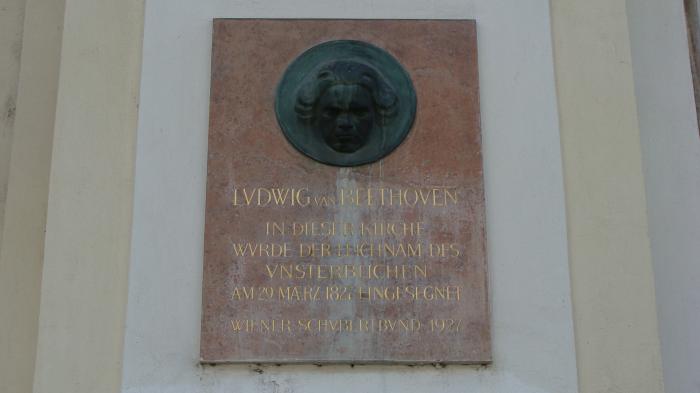 LVDWIG VAN BEETHOVEN
IN DIESER KIRCHE
WVRDE DER LEICHNAM DES
VNSTERBLICHEN
AM 29 MÄRZ 1827 EINGESEGNET
WIENER SCHVBERTBVND 1927